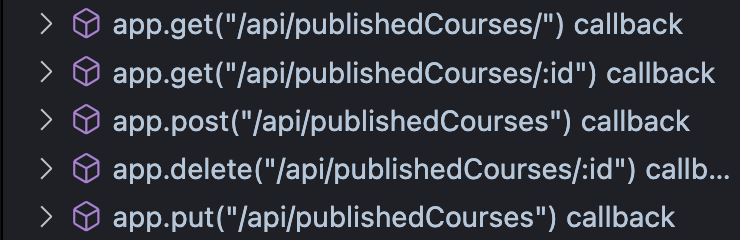 app.get("/api/publishedCourses/") callback
app.get("/api/publishedCourses/:id") callback
app.post("/api/publishedCourses") callback
app.delete("/api/publishedCourses/:id") callb...
app.put("/api/publishedCourses") callback